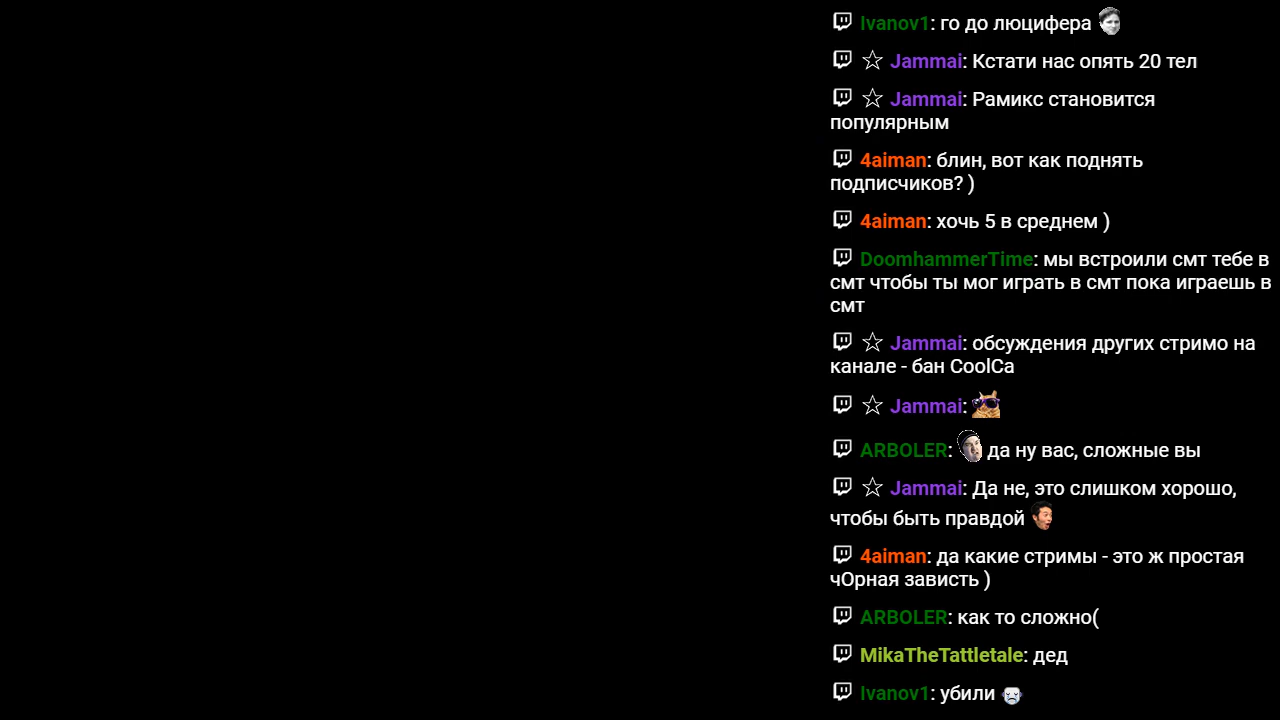 Ivanov1: го до люцифера
☆ Jammai: Кстати нас опять 20 тел
☆ Jammai: Рамикс становится
популярным
4aiman: блин, вот как поднять
подписчиков? )
4aiman: хочь 5 в среднем )
DoomhammerTime: мы встроили смт тебе в
смт чтобы ты мог играть в смт пока играешь в
смт
☆ Jammai: обсуждения других стримо на
канале - бан CoolCa
☆ Jammai:
ARBOLER: да ну вас, сложные вы
☆ Jammai: Да не, это слишком хорошо,
чтобы быть правдой
4aiman: да какие стримы - это ж простая
чОрная зависть )
ARBOLER: как то сложно(
MikaTheTattletale: дед
Ivanov1: убили